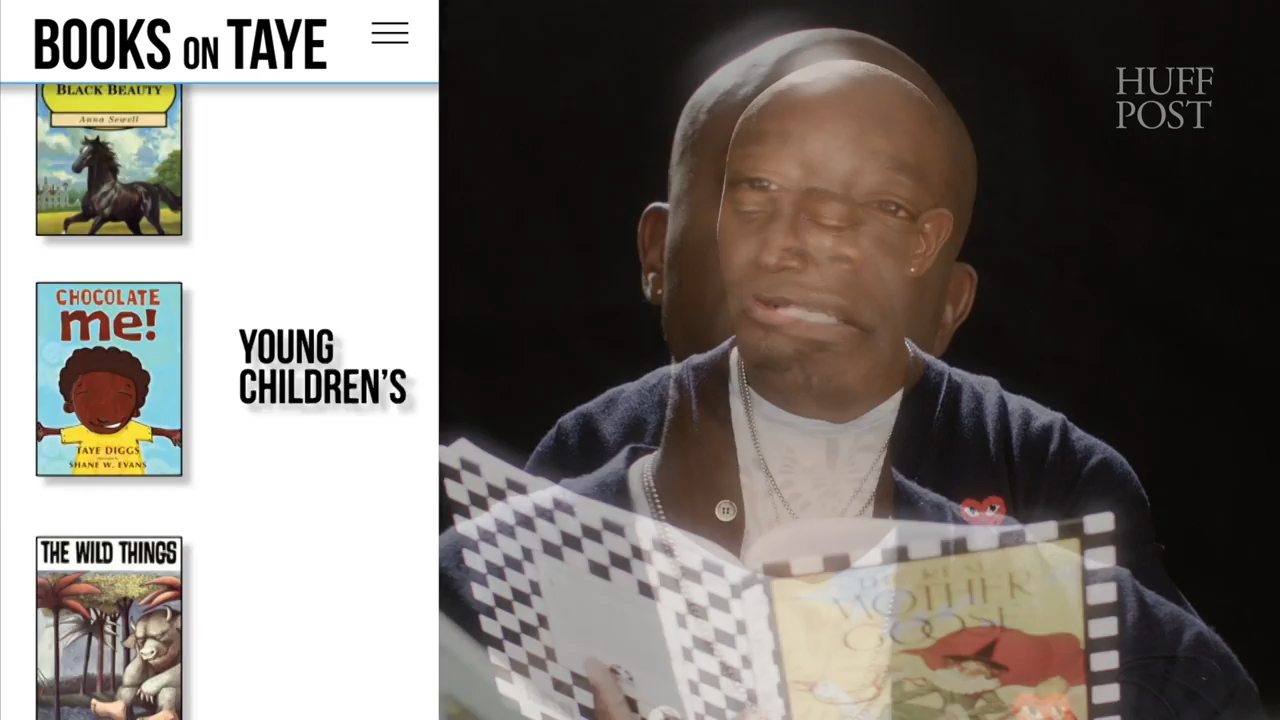 BOOKS ON TAYE
BLACK BEAUTY
Anna Sewell
CHOCOLATE
me!
TAYE DIGGS
SHANE W. EVANS
YOUNG
CHILDREN'S
THE WILD THINGS
HUFF
POST
MOTHER
GOOSE